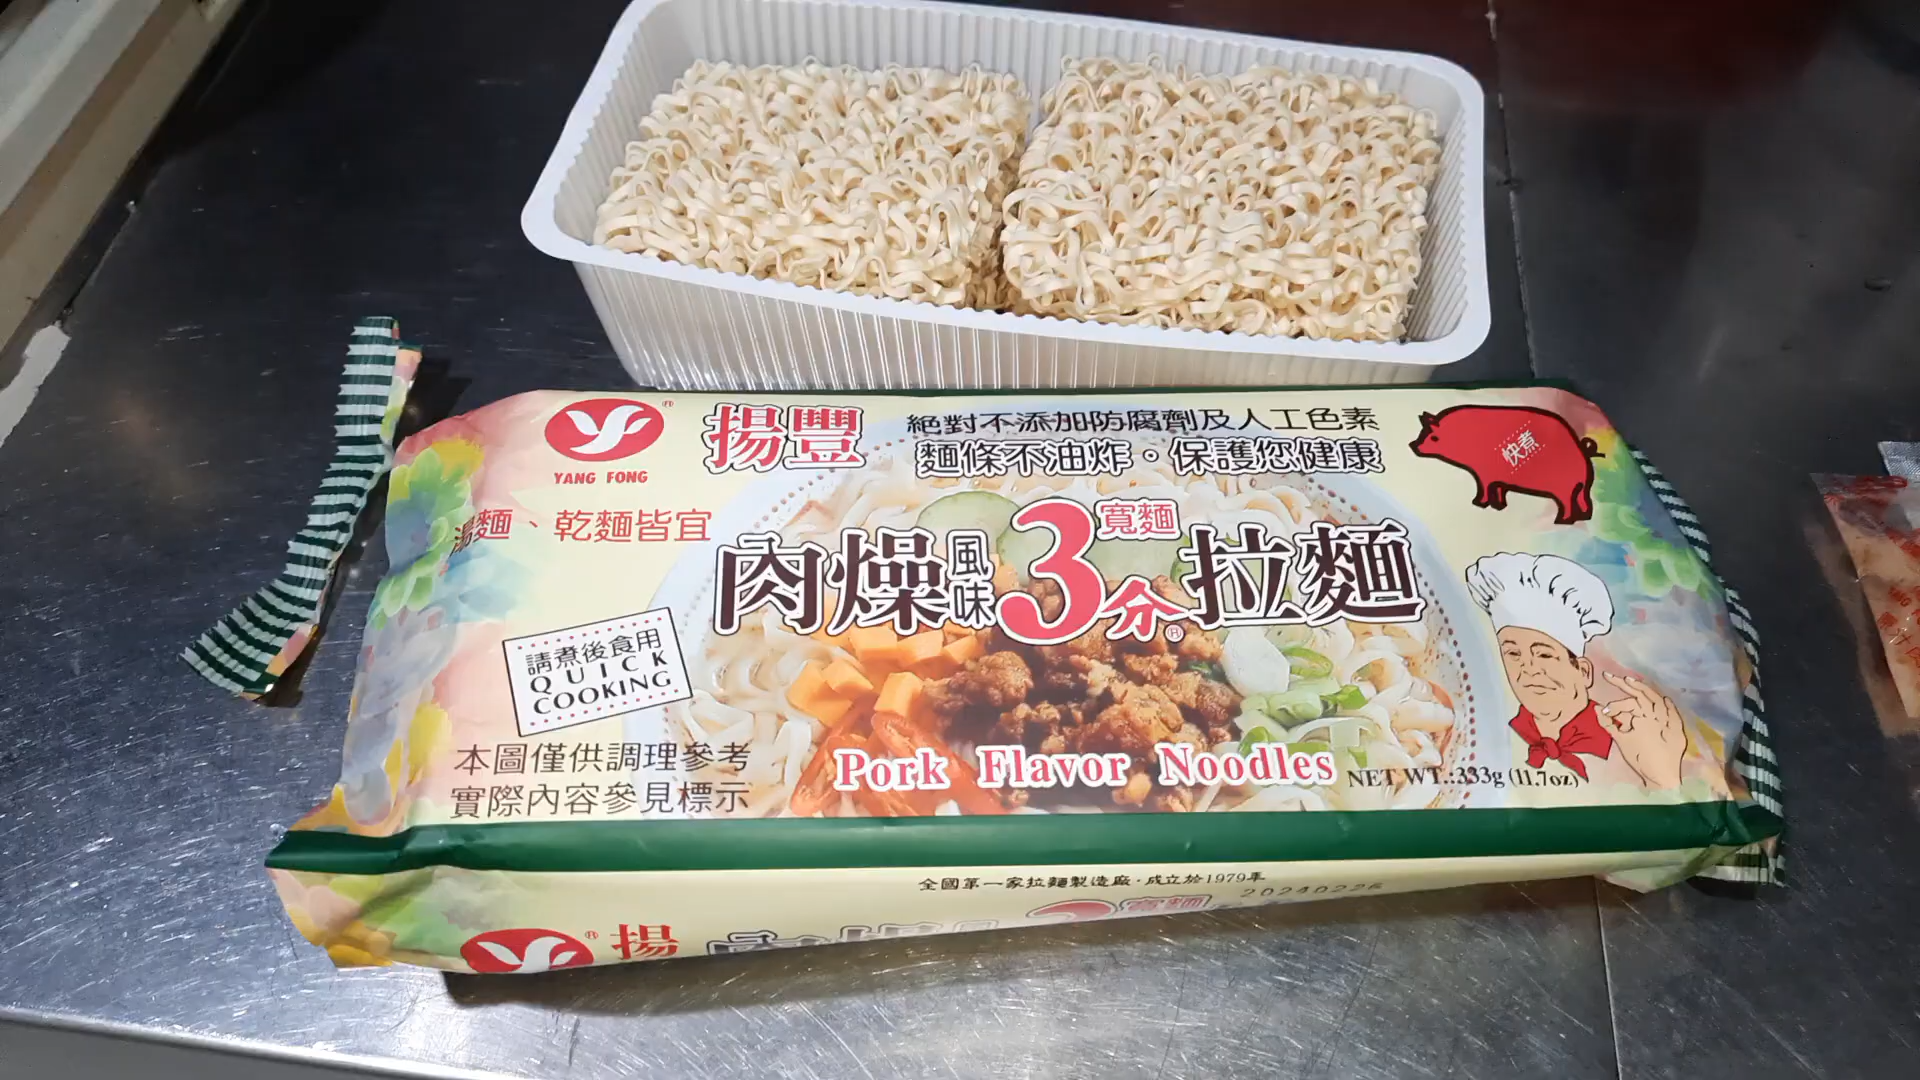 揚豐
YANG FONG
絕對不添加防腐劑及人工色素
麵條不油炸。保護您健康
快煮
湯麵、乾麵皆宜
肉燥風味3分寬麵拉麵
請煮後食用
QUICK
COOKING
本圖僅供調理參考
實際內容參見標示
Pork Flavor Noodles
NET WT.:333g (11.7oz)
全國第一家拉麵製造廠·成立於1979年
20240226
揚